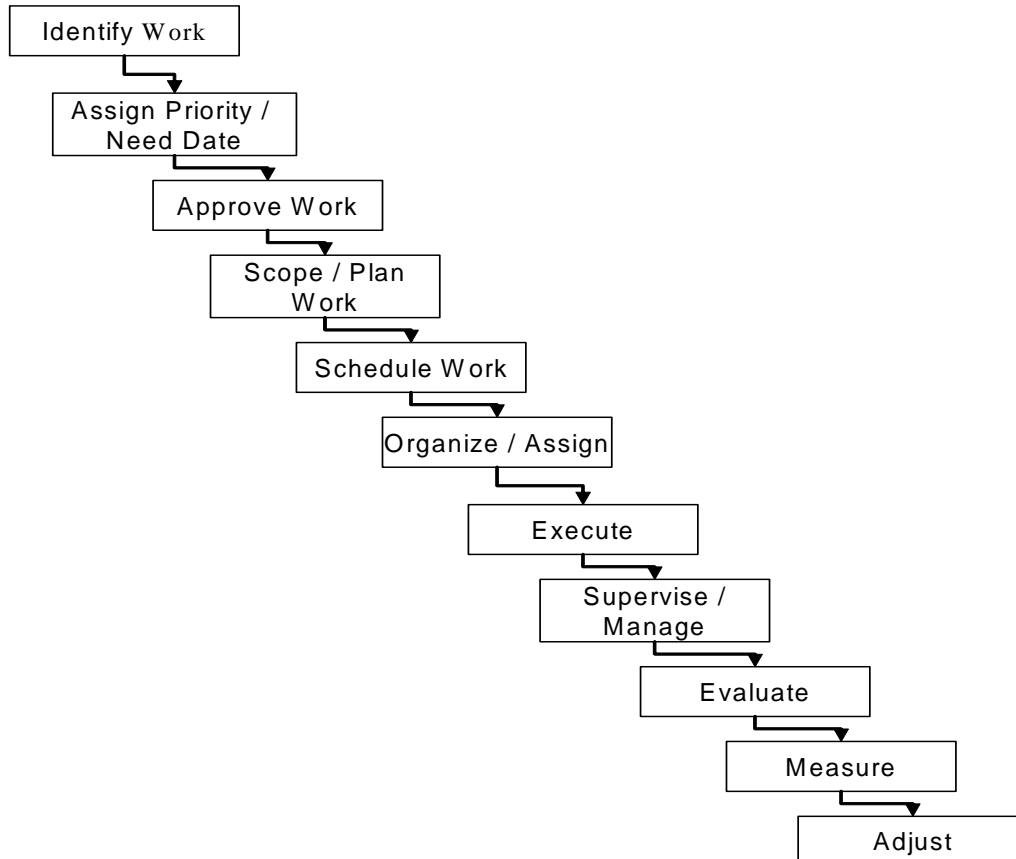 Identify Work
Assign Priority /
Need Date
Approve Work
Scope / Plan
Work
Schedule Work
Organize / Assign
Execute
Supervise /
Manage
Evaluate
Measure
Adjust